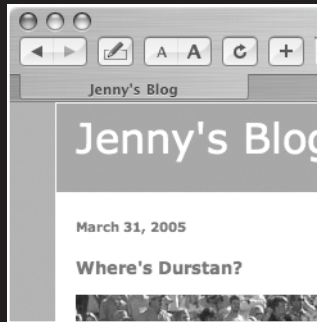 A A
Jenny's Blog
Jenny's Blog
March 31, 2005
Where's Durstan?